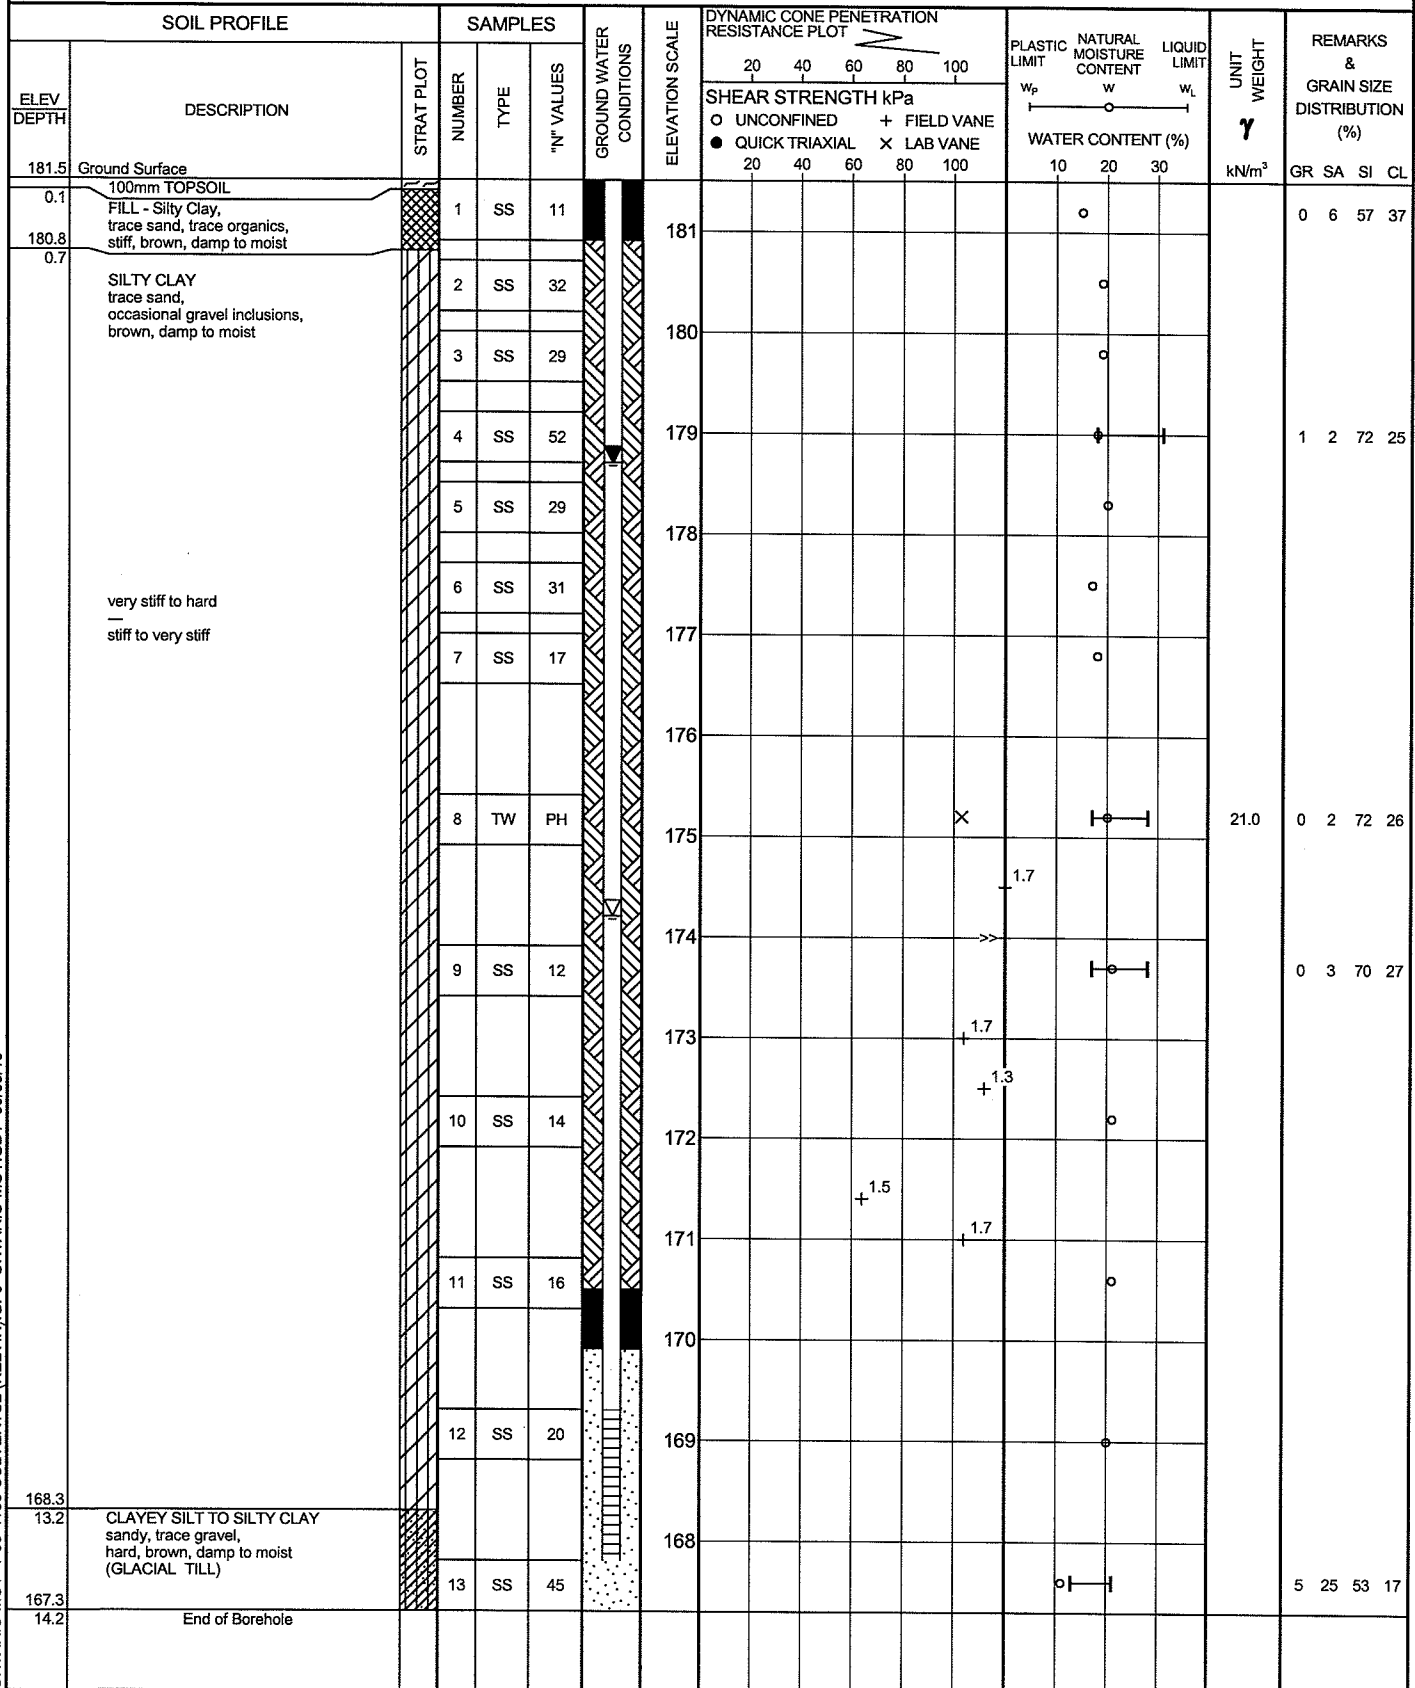 SOIL PROFILE
SAMPLES
GROUND WATER CONDITIONS
ELEVATION SCALE
DYNAMIC CONE PENETRATION
RESISTANCE PLOT
20 40 60 80 100
SHEAR STRENGTH kPa
○ UNCONFINED + FIELD VANE
● QUICK TRIAXIAL × LAB VANE
20 40 60 80 100
PLASTIC LIMIT
NATURAL MOISTURE CONTENT
LIQUID LIMIT
wP w wL
WATER CONTENT (%)
10 20 30
UNIT WEIGHT
γ
kN/m³
REMARKS
&
GRAIN SIZE
DISTRIBUTION
(%)
GR SA SI CL
ELEV
DEPTH
DESCRIPTION
STRAT PLOT
NUMBER
TYPE
"N" VALUES
181.5 Ground Surface
0.1 100mm TOPSOIL
FILL - Silty Clay,
trace sand, trace organics,
stiff, brown, damp to moist
180.8
0.7
1 SS 11
181
0 6 57 37
SILTY CLAY
trace sand,
occasional gravel inclusions,
brown, damp to moist
2 SS 32
180
3 SS 29
4 SS 52
179
1 2 72 25
5 SS 29
178
very stiff to hard
—
stiff to very stiff
6 SS 31
177
7 SS 17
176
8 TW PH
175
21.0
0 2 72 26
1.7
174
>>
9 SS 12
0 3 70 27
173
1.7
1.3
10 SS 14
172
1.5
171
1.7
11 SS 16
170
12 SS 20
169
168.3
13.2
CLAYEY SILT TO SILTY CLAY
sandy, trace gravel,
hard, brown, damp to moist
(GLACIAL TILL)
168
13 SS 45
5 25 53 17
167.3
14.2 End of Borehole